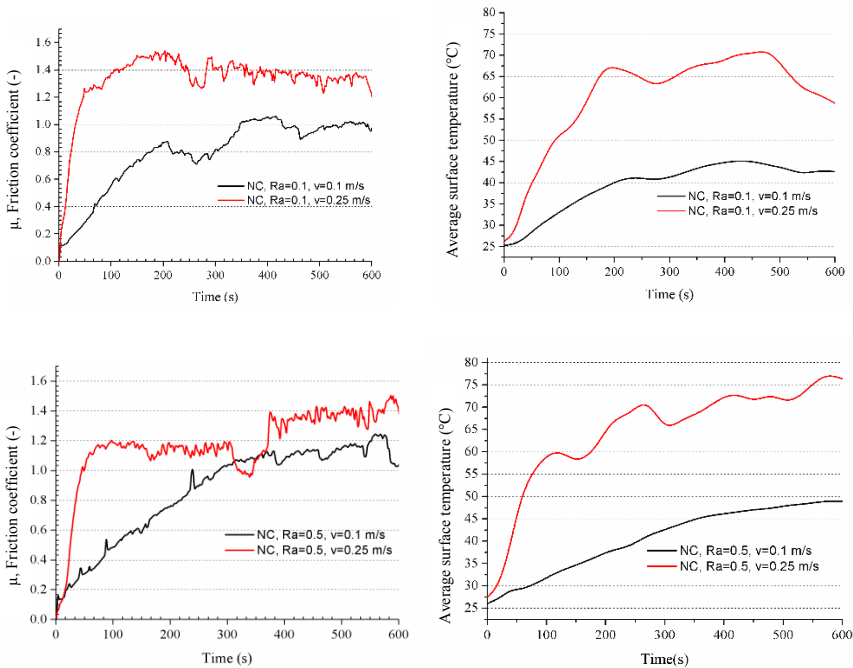 μ, Friction coefficient (-)
1.6
1.4
1.2
1.0
0.8
0.6
0.4
0.2
0.0
NC, Ra=0.1, v=0.1 m/s
NC, Ra=0.1, v=0.25 m/s
0 100 200 300 400 500 600
Time (s)
Average surface temperature (°C)
80
75
70
65
60
55
50
45
40
35
30
25
NC, Ra=0.1, v=0.1 m/s
NC, Ra=0.1, v=0.25 m/s
0 100 200 300 400 500 600
Time (s)
μ, Friction coefficient (-)
1.6
1.4
1.2
1.0
0.8
0.6
0.4
0.2
0.0
NC, Ra=0.5, v=0.1 m/s
NC, Ra=0.5, v=0.25 m/s
0 100 200 300 400 500 600
Time (s)
Average surface temperature (°C)
80
75
70
65
60
55
50
45
40
35
30
25
NC, Ra=0.5, v=0.1 m/s
NC, Ra=0.5, v=0.25 m/s
0 100 200 300 400 500 600
Time(s)